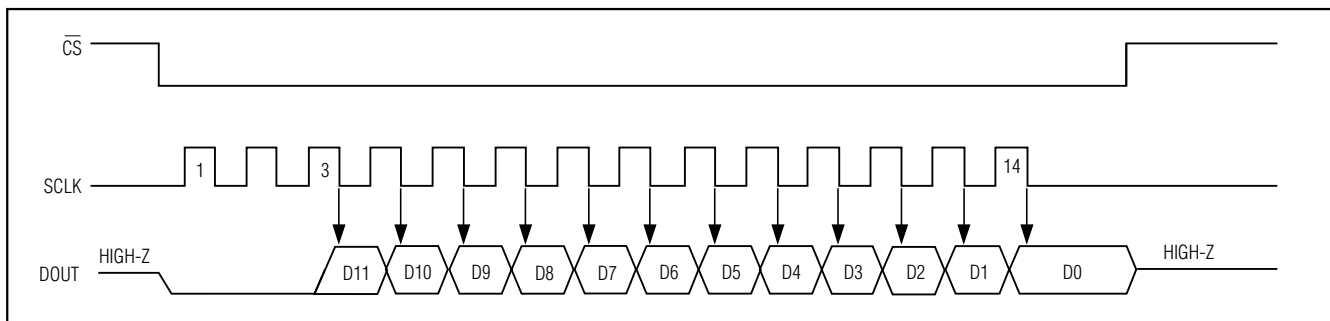 CS
1 3 14
SCLK
HIGH-Z HIGH-Z
DOUT D11 D10 D9 D8 D7 D6 D5 D4 D3 D2 D1 D0